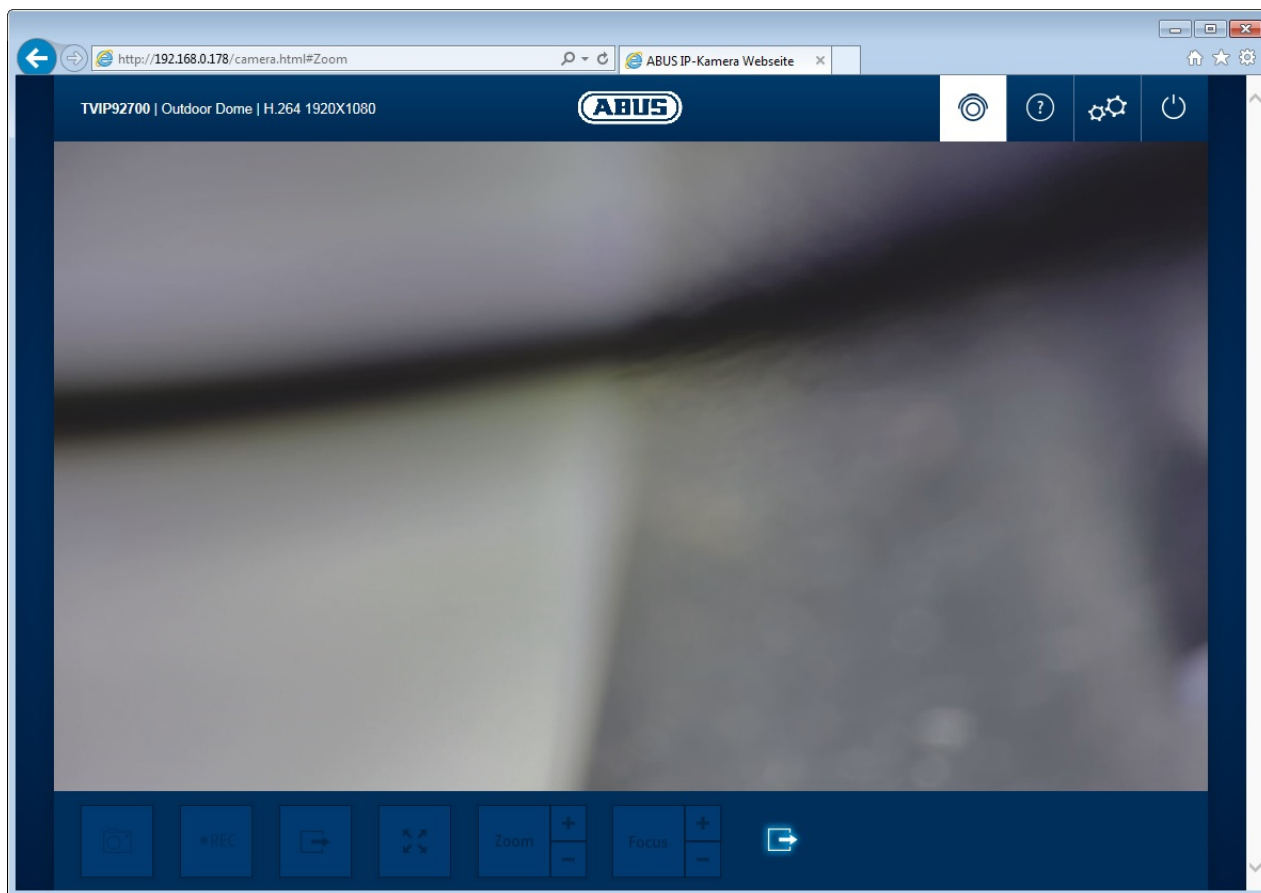 http://192.168.0.178/camera.html#Zoom
ABUS IP-Kamera Webseite
TVIP92700 | Outdoor Dome | H.264 1920X1080
ABUS
?
REC
Zoom
+
−
Focus
+
−